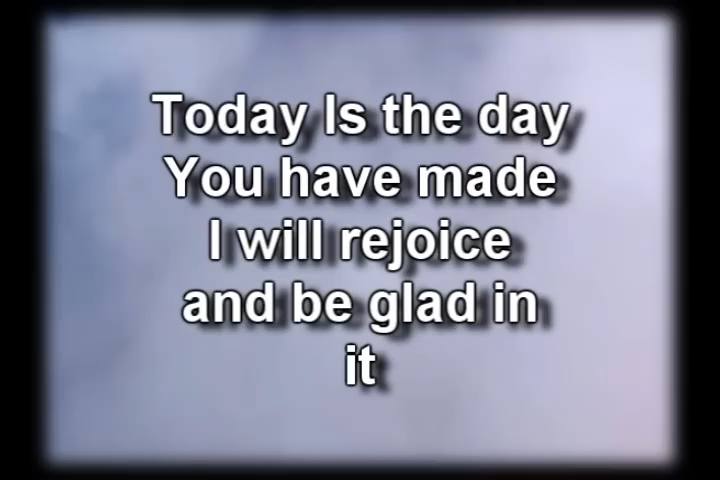 Today Is the day
You have made
I will rejoice
and be glad in
it